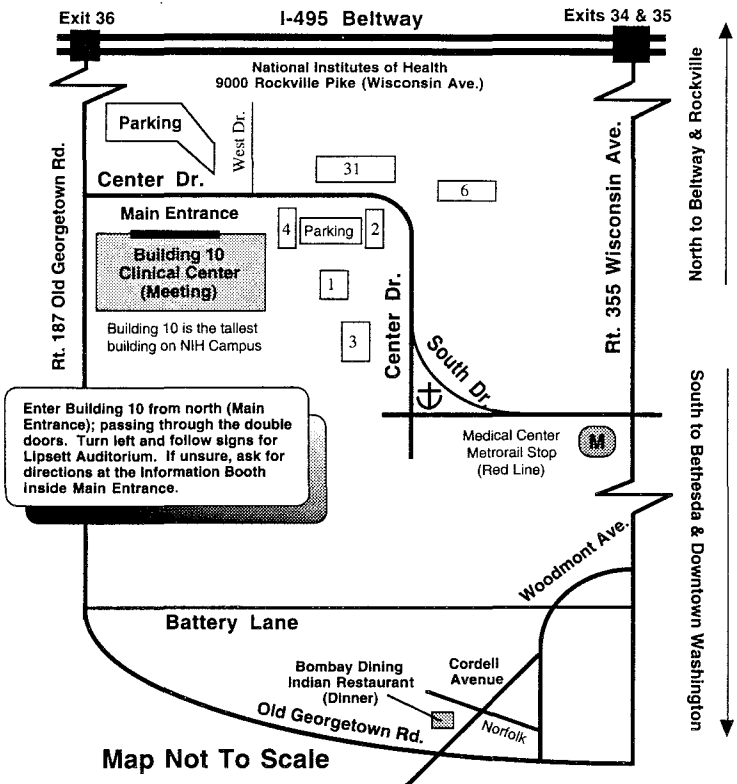 Exit 36
I-495 Beltway
Exits 34 & 35
National Institutes of Health
9000 Rockville Pike (Wisconsin Ave.)
North to Beltway & Rockville
Parking
West Dr.
31
6
Center Dr.
Main Entrance
4
Parking
2
Building 10
Clinical Center
(Meeting)
1
Rt. 187 Old Georgetown Rd.
Rt. 355 Wisconsin Ave.
Building 10 is the tallest
building on NIH Campus
3
Center Dr.
South Dr.
Enter Building 10 from north (Main
Entrance); passing through the double
doors. Turn left and follow signs for
Lipsett Auditorium. If unsure, ask for
directions at the Information Booth
inside Main Entrance.
Medical Center
Metrorail Stop
(Red Line)
M
South to Bethesda & Downtown Washington
Woodmont Ave.
Battery Lane
Bombay Dining
Indian Restaurant
(Dinner)
Cordell
Avenue
Old Georgetown Rd.
Norfolk
Map Not To Scale